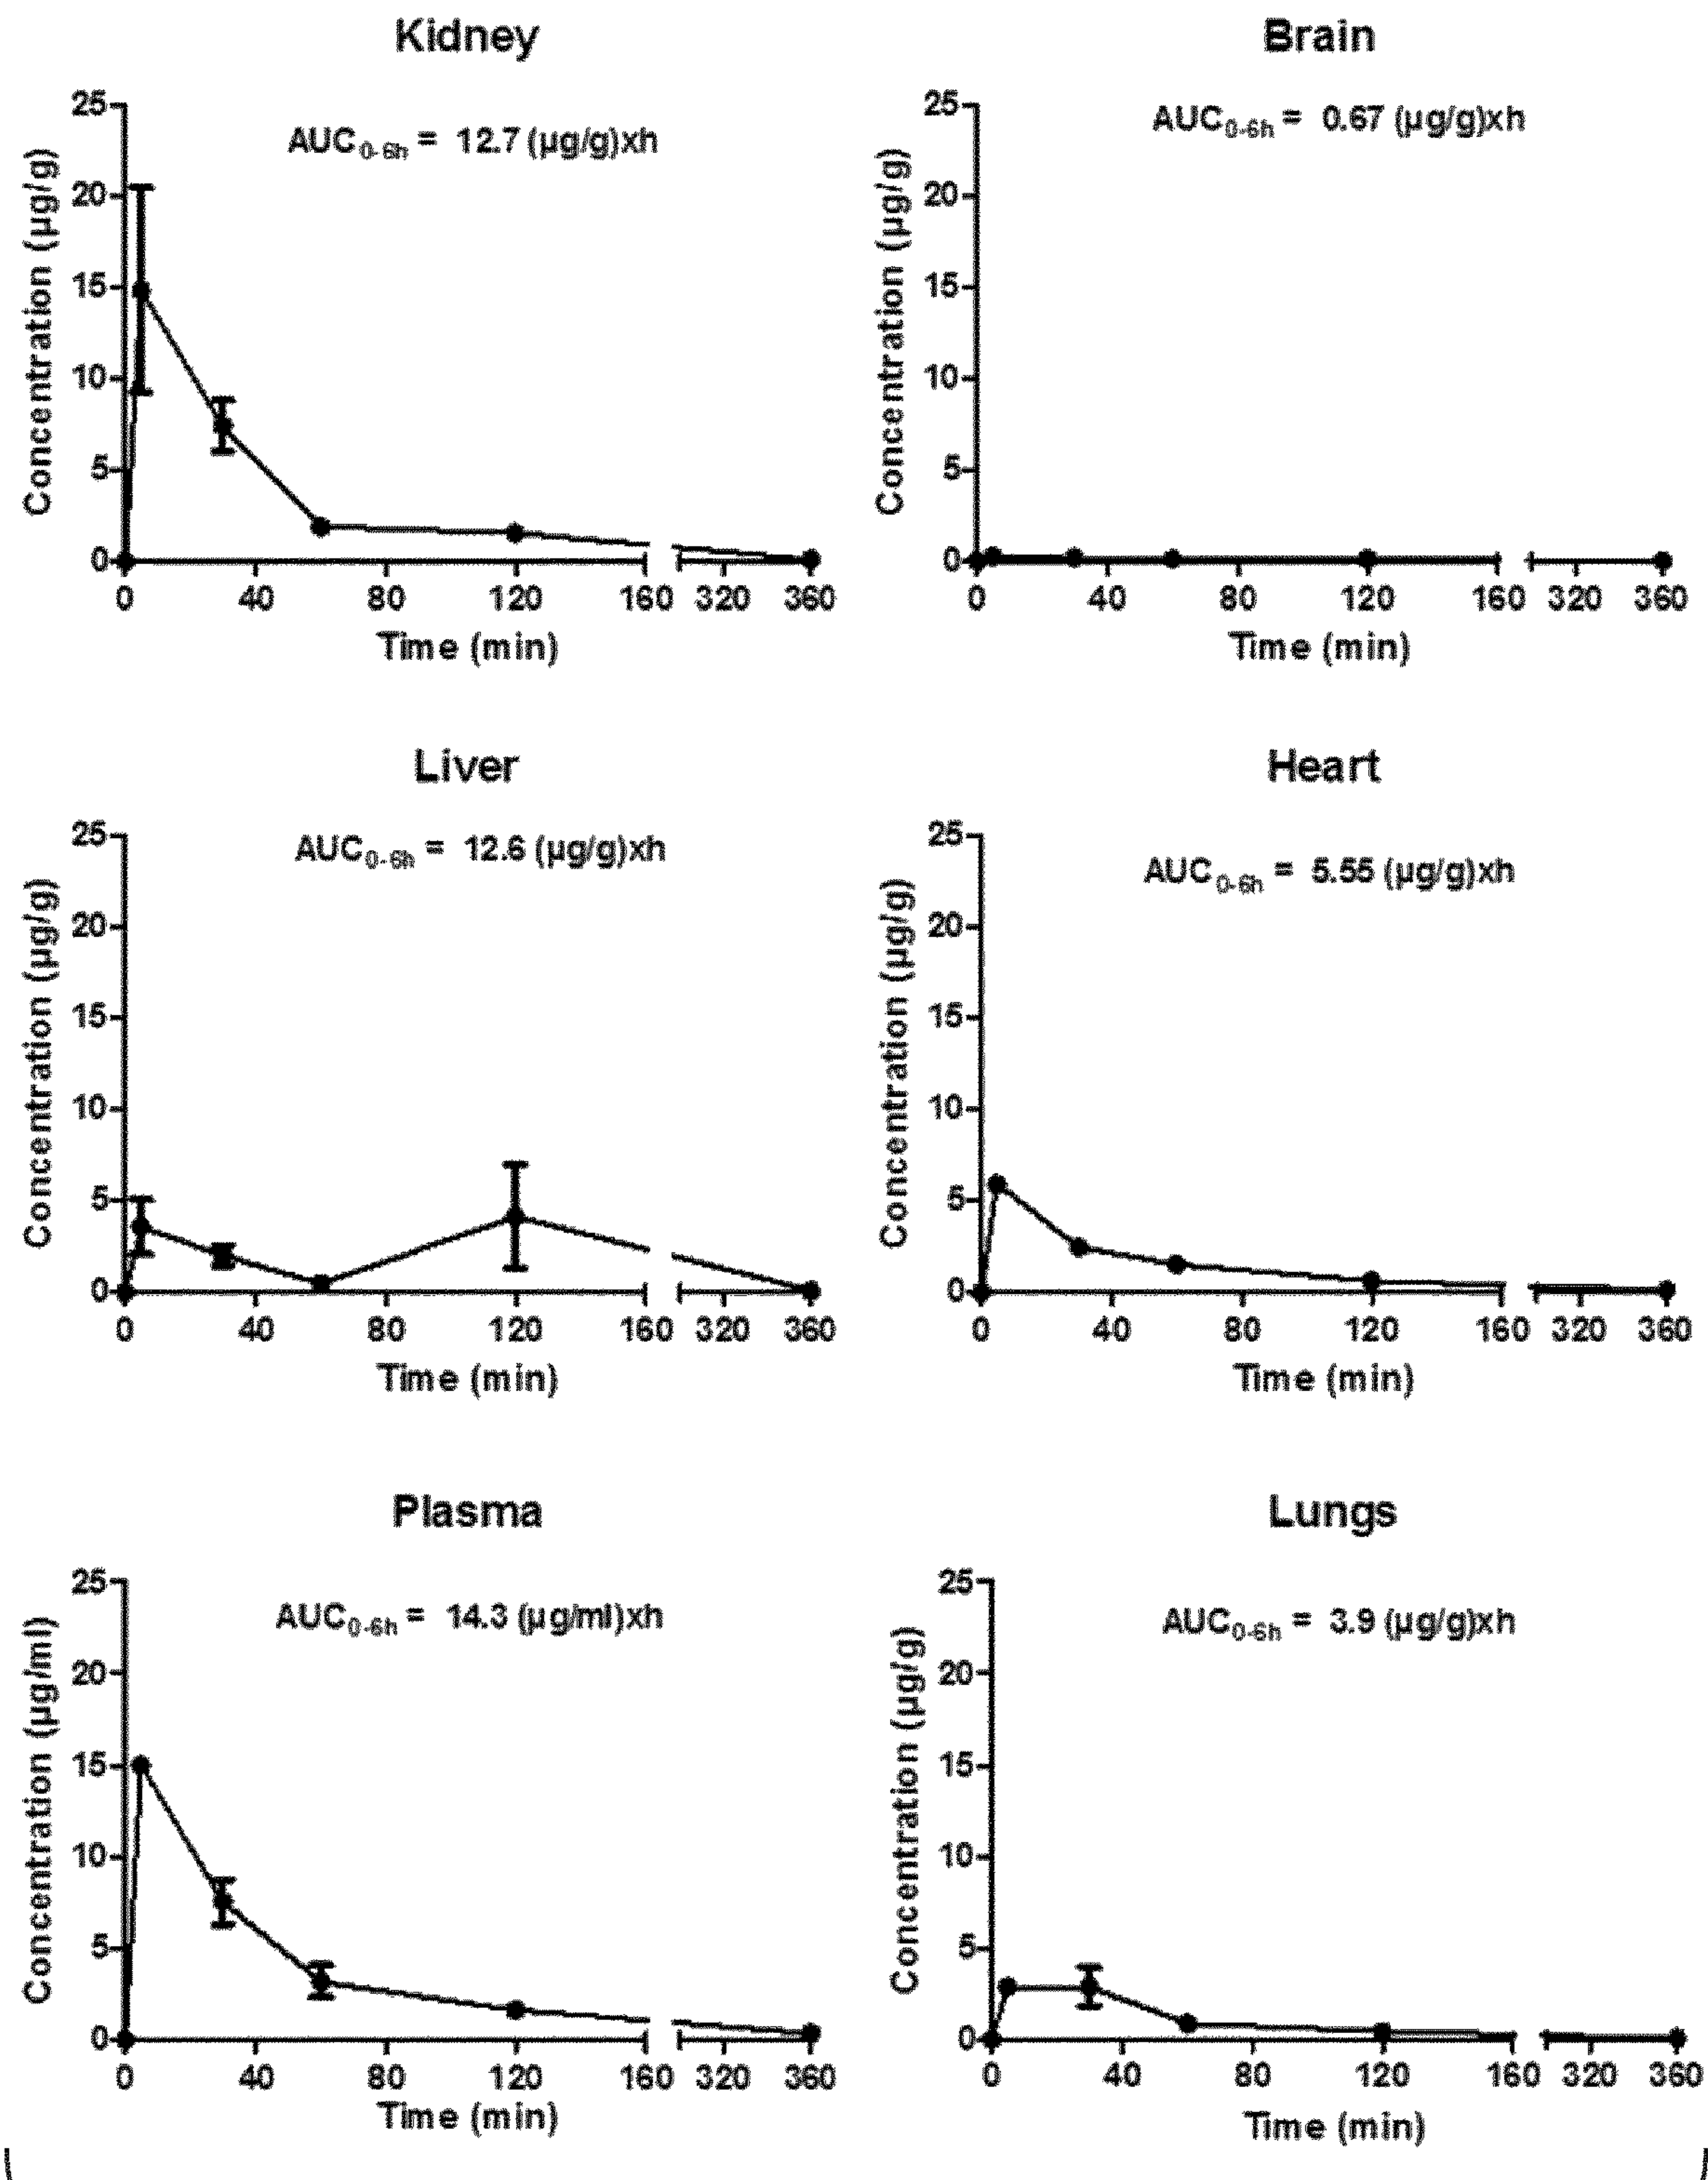 Kidney
AUC0-6h = 12.7 (µg/g)xh
Concentration (µg/g)
25
20
15
10
5
0
0 40 80 120 160 320 360
Time (min)
Brain
AUC0-6h = 0.67 (µg/g)xh
Concentration (µg/g)
25
20
15
10
5
0
0 40 80 120 160 320 360
Time (min)
Liver
AUC0-6h = 12.6 (µg/g)xh
Concentration (µg/g)
25
20
15
10
5
0
0 40 80 120 160 320 360
Time (min)
Heart
AUC0-6h = 5.55 (µg/g)xh
Concentration (µg/g)
25
20
15
10
5
0
0 40 80 120 160 320 360
Time (min)
Plasma
AUC0-6h = 14.3 (µg/ml)xh
Concentration (µg/ml)
25
20
15
10
5
0
0 40 80 120 160 320 360
Time (min)
Lungs
AUC0-6h = 3.9 (µg/g)xh
Concentration (µg/g)
25
20
15
10
5
0
0 40 80 120 160 320 360
Time (min)